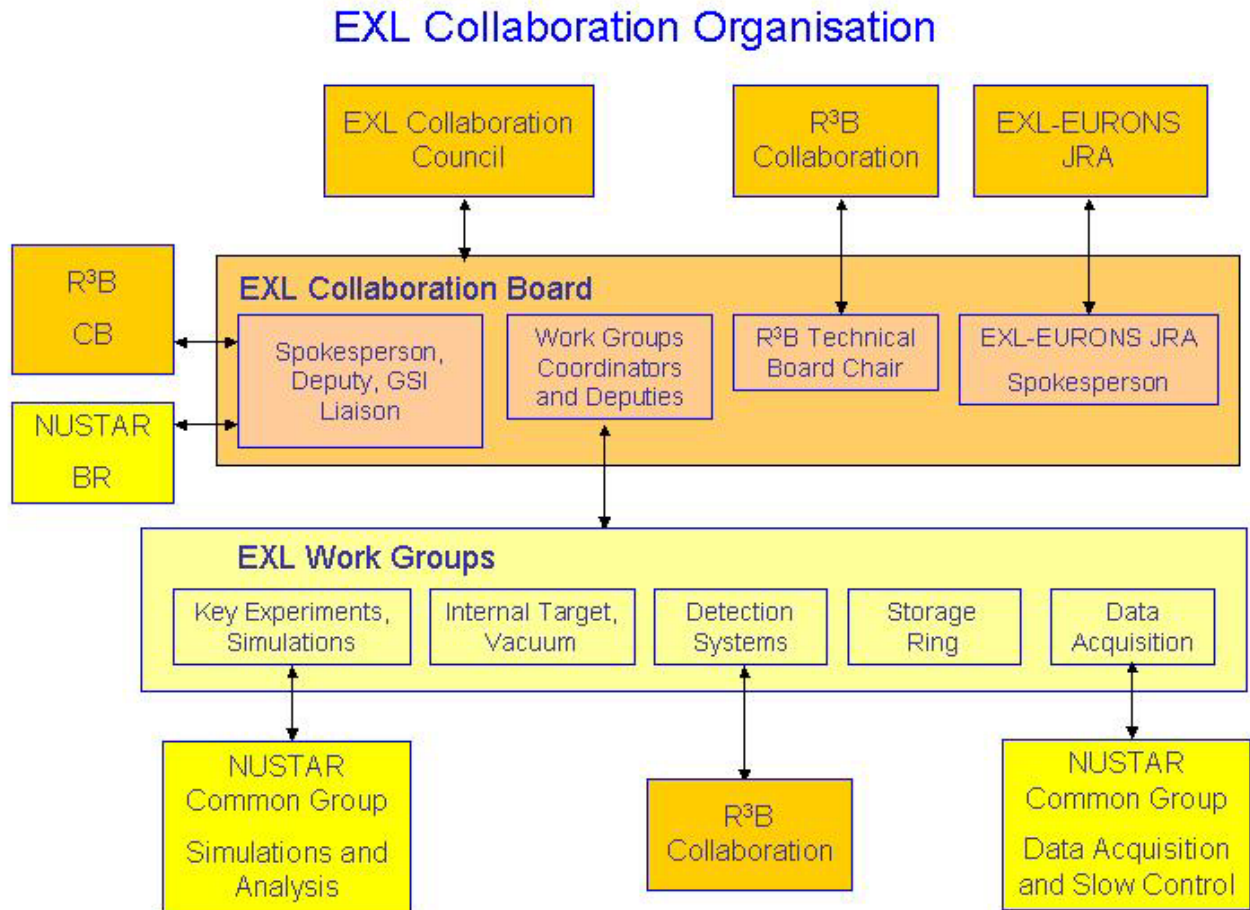 EXL Collaboration Organisation
EXL Collaboration
Council
R³B
Collaboration
EXL-EURONS
JRA
R³B
CB
NUSTAR
BR
EXL Collaboration Board
Spokesperson,
Deputy, GSI
Liaison
Work Groups
Coordinators
and Deputies
R³B Technical
Board Chair
EXL-EURONS JRA
Spokesperson
EXL Work Groups
Key Experiments,
Simulations
Internal Target,
Vacuum
Detection
Systems
Storage
Ring
Data
Acquisition
NUSTAR
Common Group
Simulations and
Analysis
R³B
Collaboration
NUSTAR
Common Group
Data Acquisition
and Slow Control